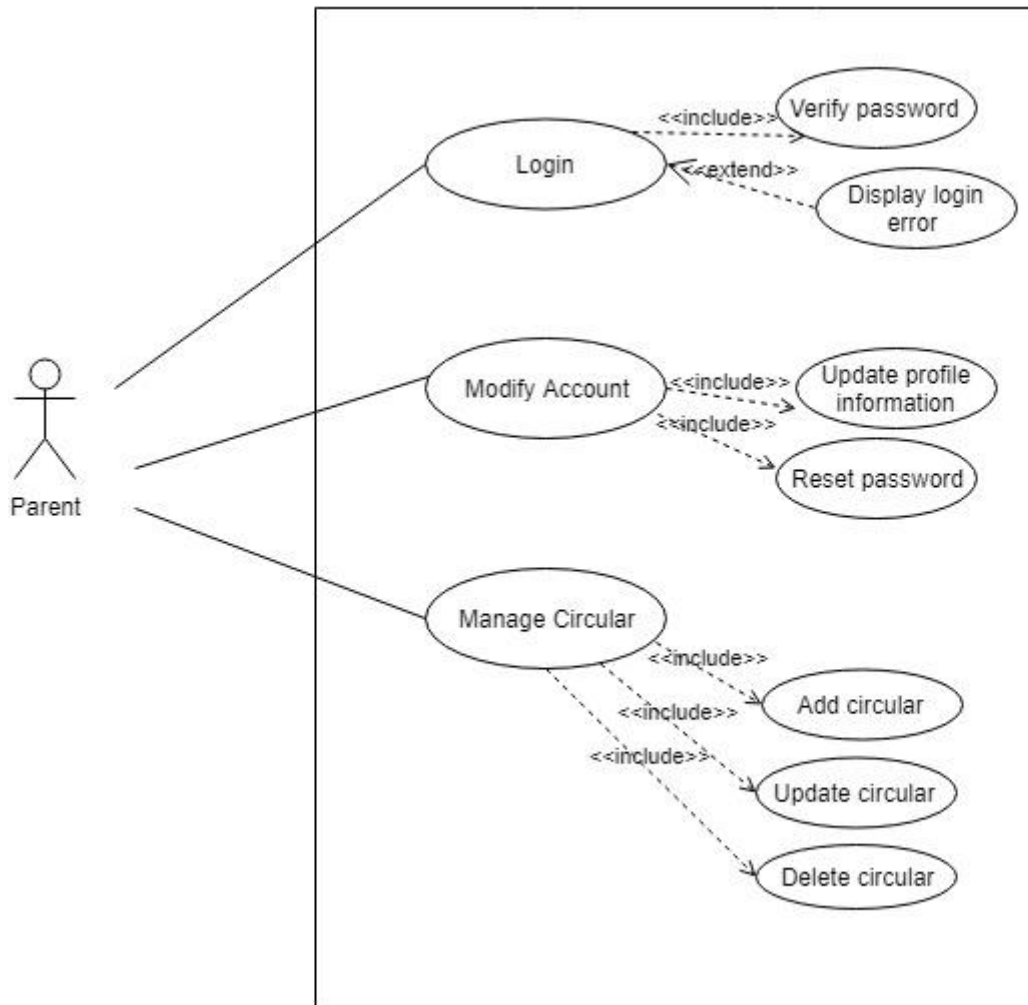 Verify password
<<include>>
Login
<<extend>>
Display login
error
Modify Account
<<include>>
Update profile
information
<<include>>
Reset password
Parent
Manage Circular
<<include>>
Add circular
<<include>>
Update circular
<<include>>
Delete circular